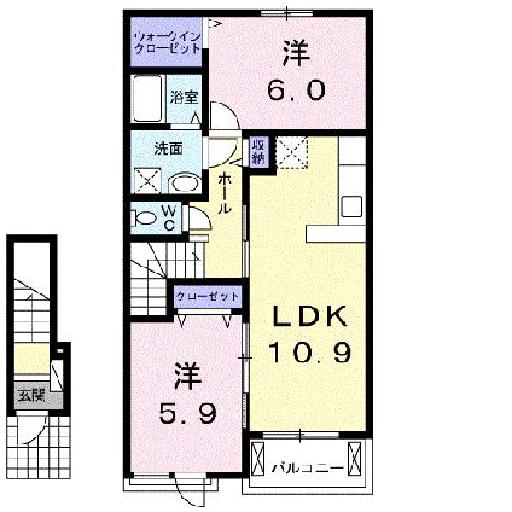 ウォークイン
クローゼット
洋
6.0
浴室
洗面
収納
ホール
WC
クローゼット
LDK
10.9
洋
5.9
玄関
バルコニー